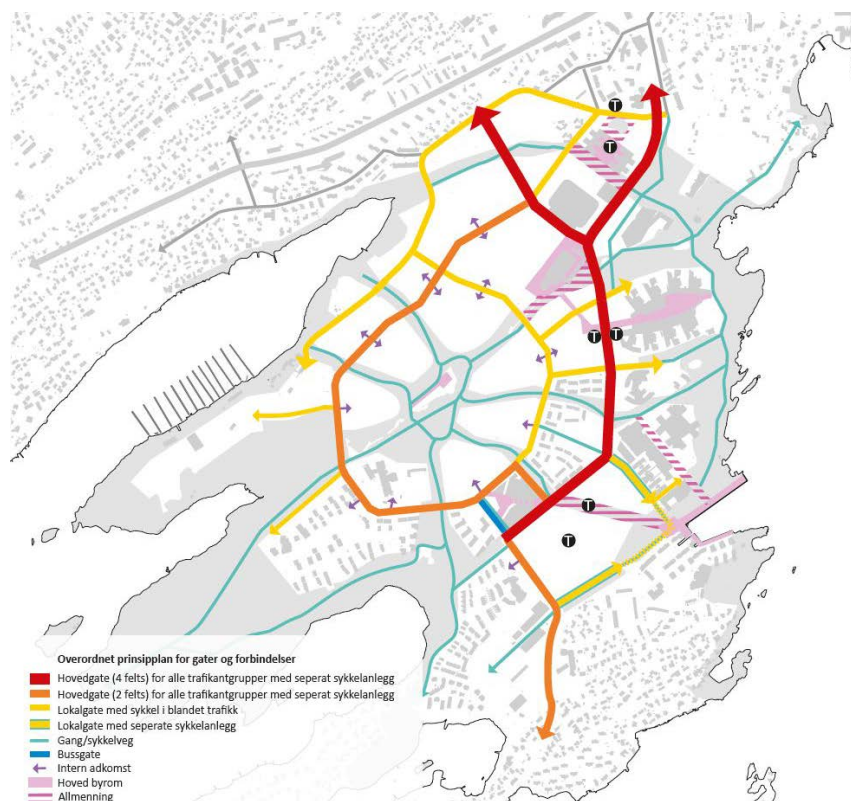 T
T
T
T
T
T
Overordnet prinsipplan for gater og forbindelser
Hovedgate (4 felts) for alle trafikantgrupper med seperat sykkelanlegg
Hovedgate (2 felts) for alle trafikantgrupper med seperat sykkelanlegg
Lokalgate med sykkel i blandet trafikk
Lokalgate med seperate sykkelanlegg
Gang/sykkelveg
Bussgate
Intern adkomst
Hoved byrom
Allmenning